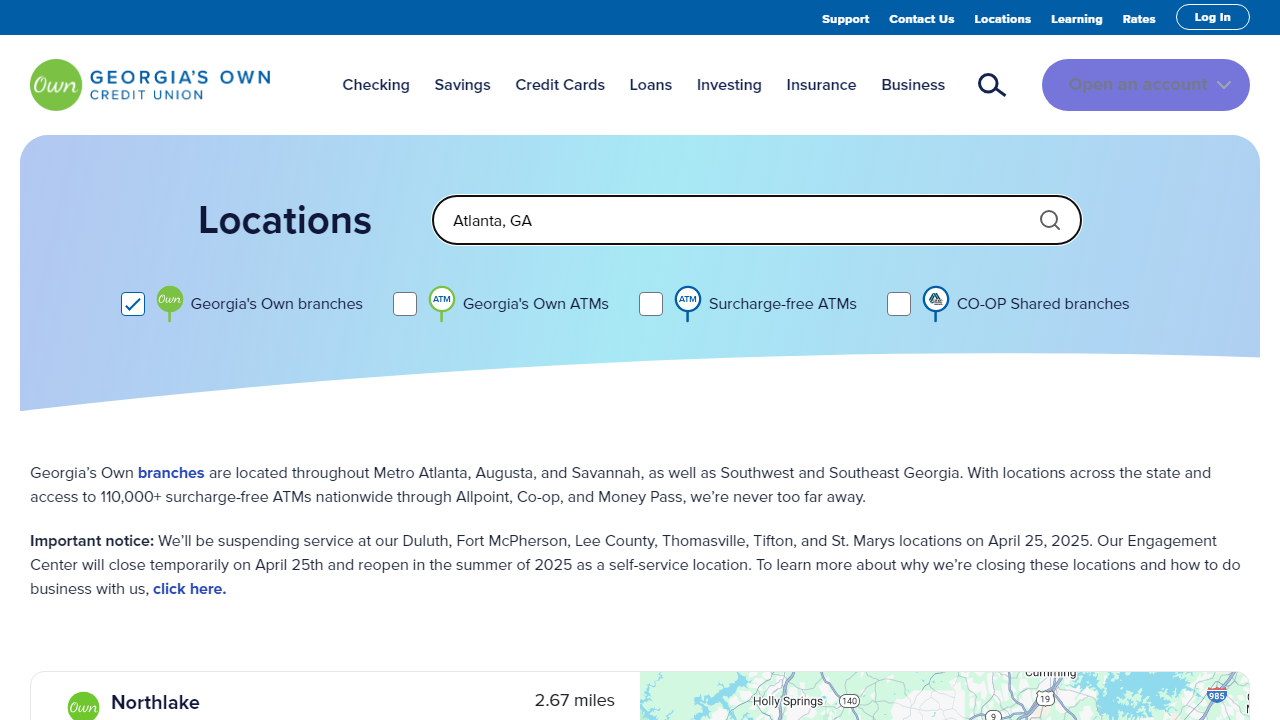 Support Contact Us Locations Learning Rates Log In
Own GEORGIA'S OWN
CREDIT UNION
Checking Savings Credit Cards Loans Investing Insurance Business Open an account
Locations
Atlanta, GA
Own Georgia's Own branches
ATM Georgia's Own ATMs
ATM Surcharge-free ATMs
CO-OP Shared branches
Georgia’s Own branches are located throughout Metro Atlanta, Augusta, and Savannah, as well as Southwest and Southeast Georgia. With locations across the state and
access to 110,000+ surcharge-free ATMs nationwide through Allpoint, Co-op, and Money Pass, we’re never too far away.
Important notice: We’ll be suspending service at our Duluth, Fort McPherson, Lee County, Thomasville, Tifton, and St. Marys locations on April 25, 2025. Our Engagement
Center will close temporarily on April 25th and reopen in the summer of 2025 as a self-service location. To learn more about why we’re closing these locations and how to do
business with us, click here.
Own Northlake 2.67 miles
Cumming
Holly Springs 140 19 985
9